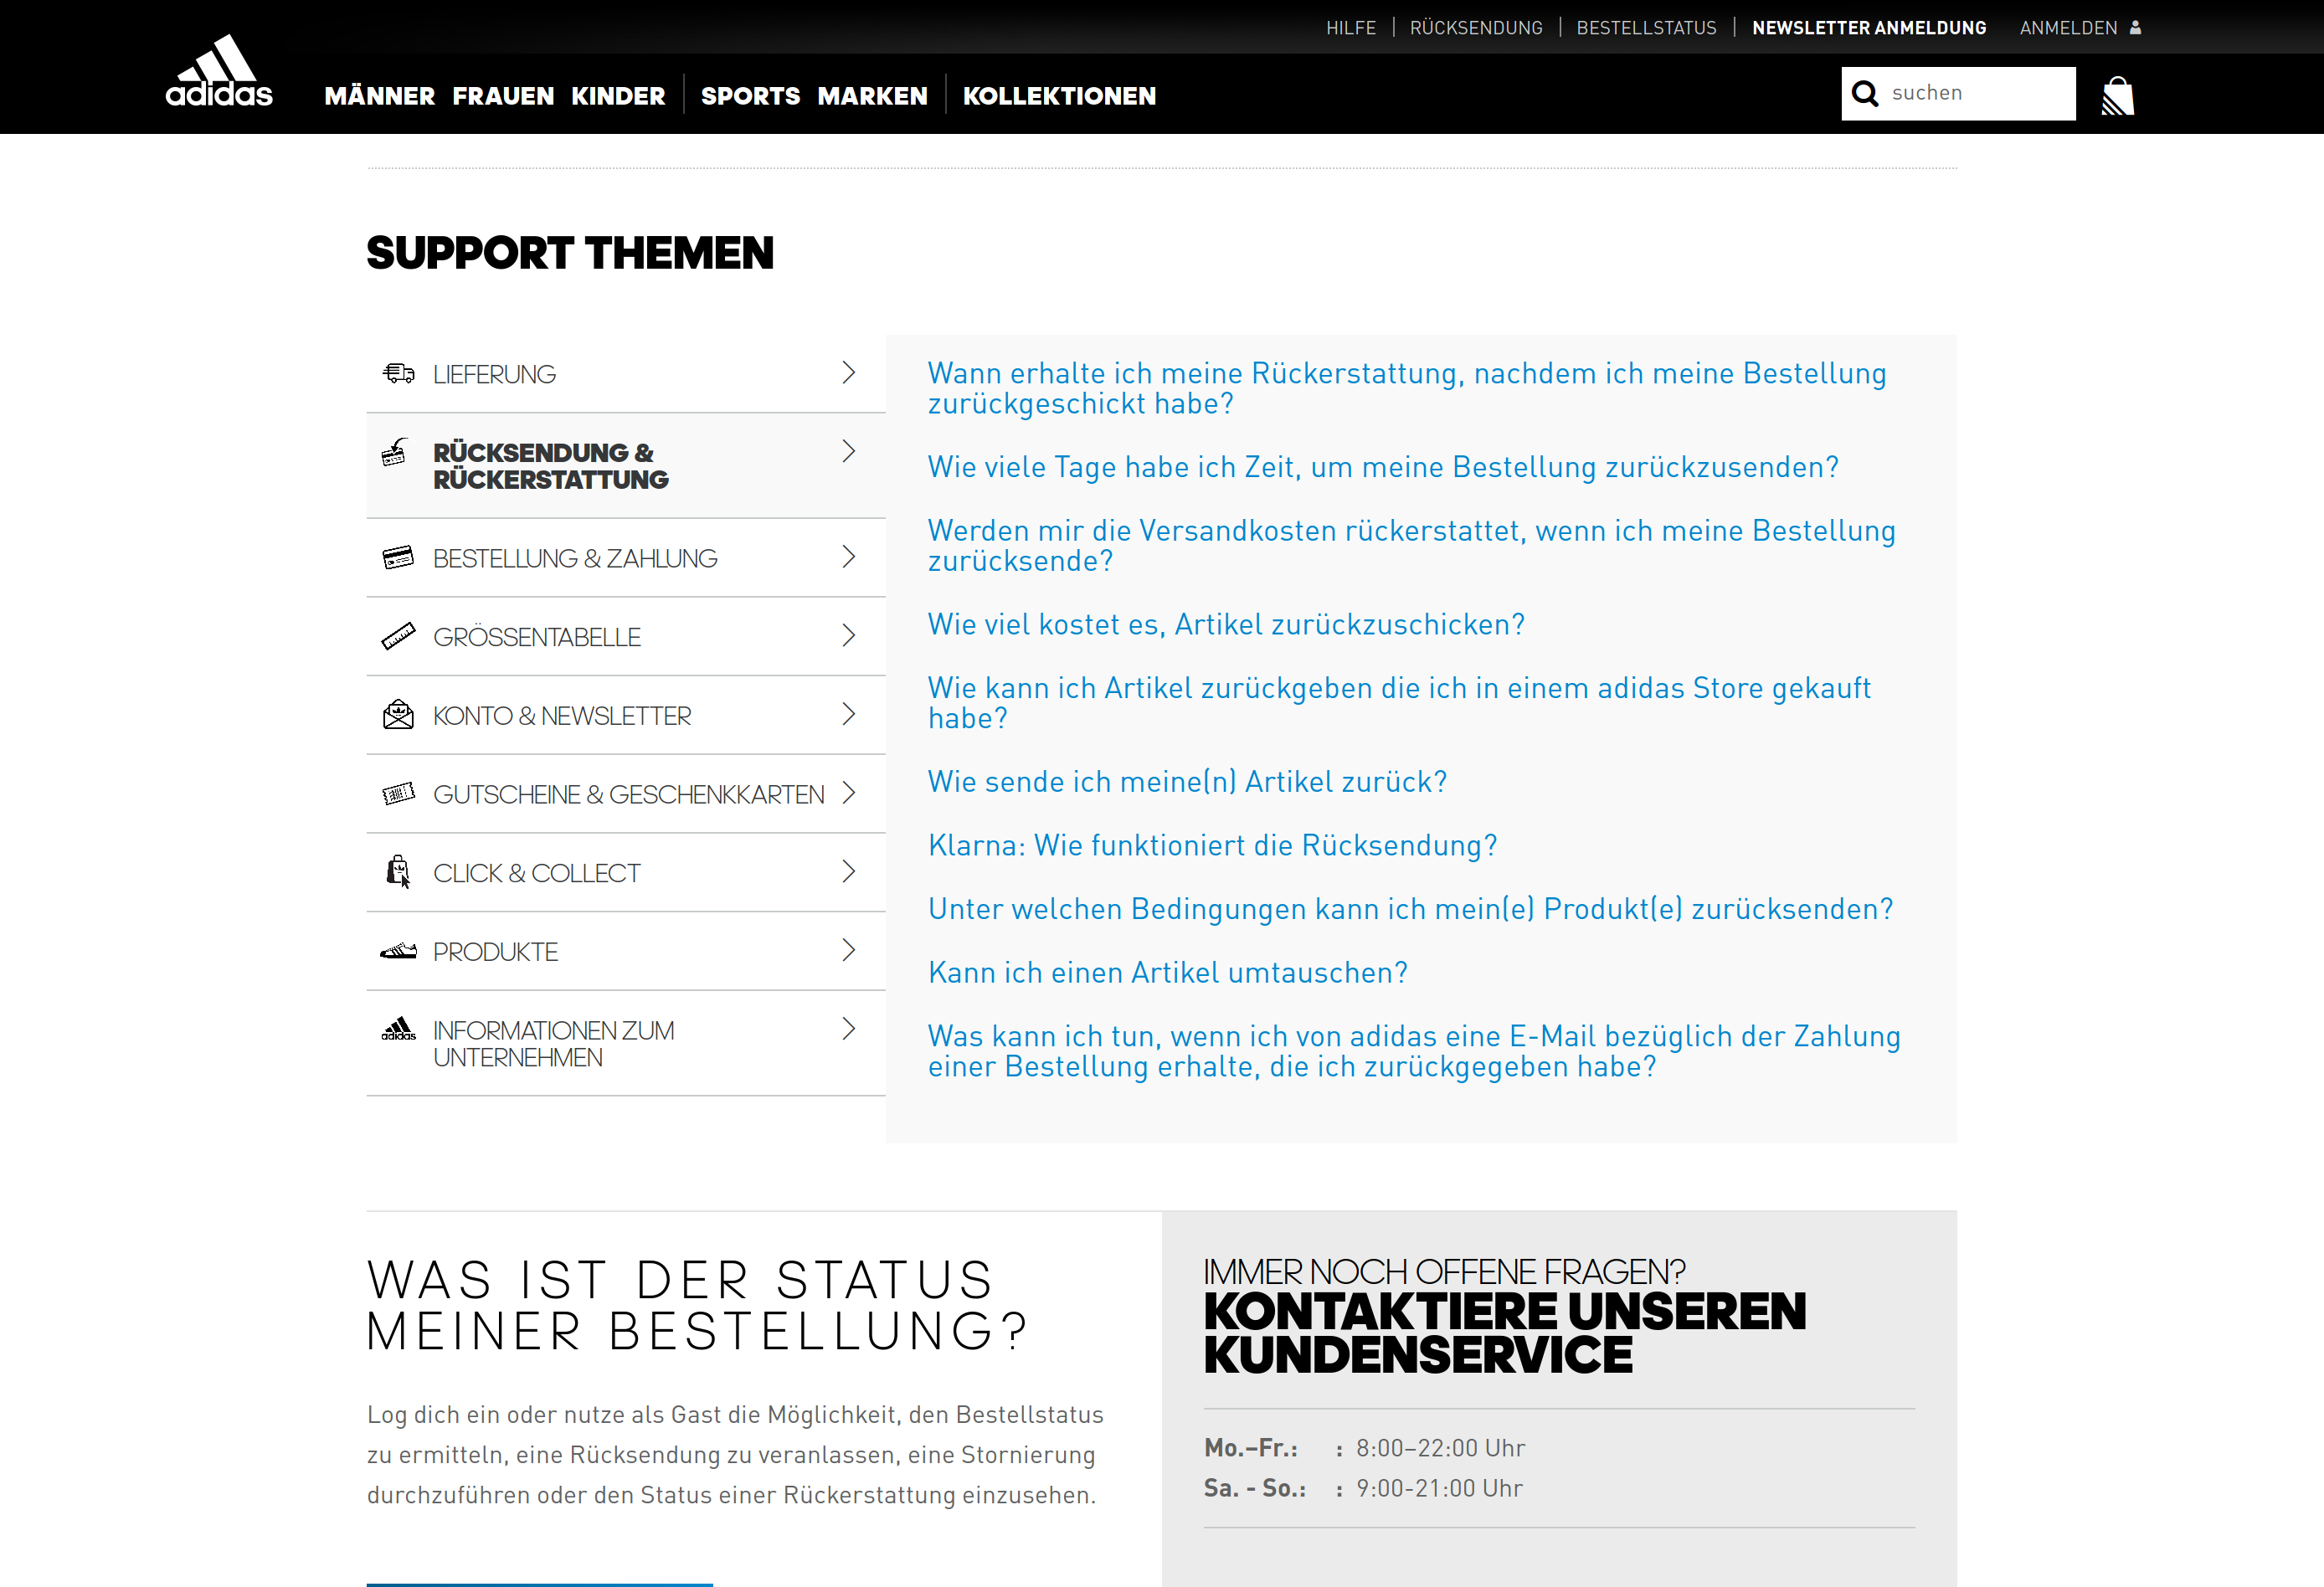 HILFE RÜCKSENDUNG BESTELLSTATUS NEWSLETTER ANMELDUNG ANMELDEN
adidas
MÄNNER FRAUEN KINDER SPORTS MARKEN KOLLEKTIONEN
suchen
SUPPORT THEMEN
LIEFERUNG
RÜCKSENDUNG &
RÜCKERSTATTUNG
BESTELLUNG & ZAHLUNG
GRÖSSENTABELLE
KONTO & NEWSLETTER
GUTSCHEINE & GESCHENKKARTEN
CLICK & COLLECT
PRODUKTE
adidas
INFORMATIONEN ZUM
UNTERNEHMEN
Wann erhalte ich meine Rückerstattung, nachdem ich meine Bestellung
zurückgeschickt habe?
Wie viele Tage habe ich Zeit, um meine Bestellung zurückzusenden?
Werden mir die Versandkosten rückerstattet, wenn ich meine Bestellung
zurücksende?
Wie viel kostet es, Artikel zurückzuschicken?
Wie kann ich Artikel zurückgeben die ich in einem adidas Store gekauft
habe?
Wie sende ich meine(n) Artikel zurück?
Klarna: Wie funktioniert die Rücksendung?
Unter welchen Bedingungen kann ich mein(e) Produkt(e) zurücksenden?
Kann ich einen Artikel umtauschen?
Was kann ich tun, wenn ich von adidas eine E-Mail bezüglich der Zahlung
einer Bestellung erhalte, die ich zurückgegeben habe?
WAS IST DER STATUS
MEINER BESTELLUNG?
Log dich ein oder nutze als Gast die Möglichkeit, den Bestellstatus
zu ermitteln, eine Rücksendung zu veranlassen, eine Stornierung
durchzuführen oder den Status einer Rückerstattung einzusehen.
IMMER NOCH OFFENE FRAGEN?
KONTAKTIERE UNSEREN
KUNDENSERVICE
Mo.–Fr.: : 8:00–22:00 Uhr
Sa. - So.: : 9:00-21:00 Uhr